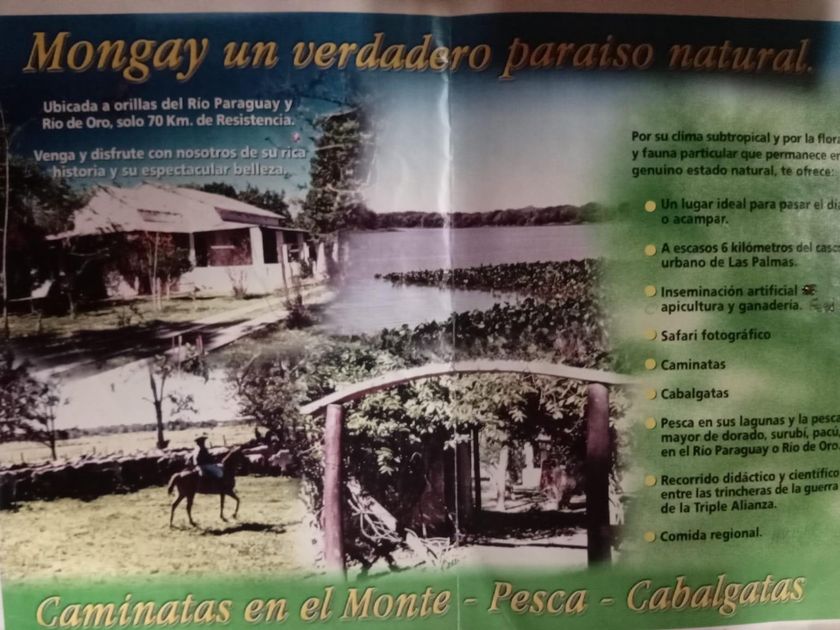 Mongay un verdadero paraiso natural.
Ubicada a orillas del Río Paraguay y
Río de Oro, solo 70 Km. de Resistencia.
Venga y disfrute con nosotros de su rica
historia y su espectacular belleza.
Por su clima subtropical y por la flora
y fauna particular que permanece en
genuino estado natural, te ofrece:
Un lugar ideal para pasar el día
o acampar.
A escasos 6 kilómetros del casco
urbano de Las Palmas.
Inseminación artificial
apicultura y ganadería.
Safari fotográfico
Caminatas
Cabalgatas
Pesca en sus lagunas y la pesca
mayor de dorado, surubí, pacú,
en el Río Paraguay o Río de Oro.
Recorrido didáctico y científico
entre las trincheras de la guerra
de la Triple Alianza.
Comida regional.
Caminatas en el Monte - Pesca - Cabalgatas